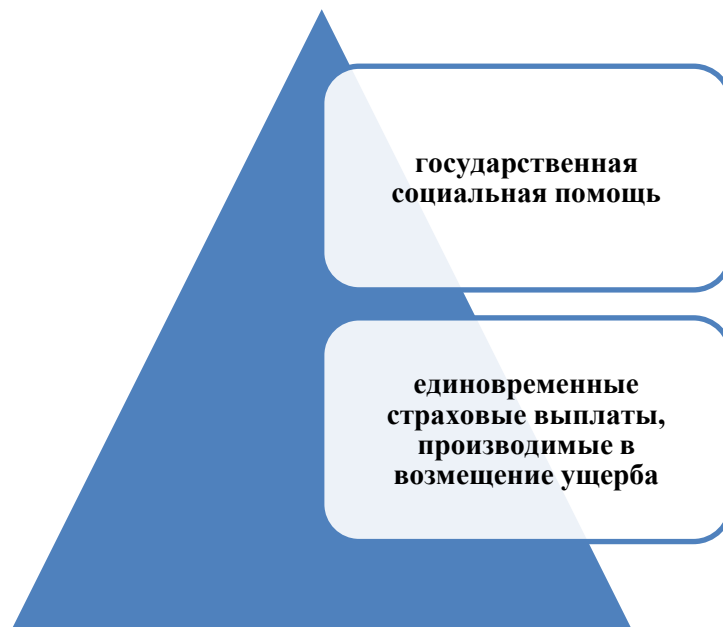 государственная
социальная помощь
единовременные
страховые выплаты,
производимые в
возмещение ущерба